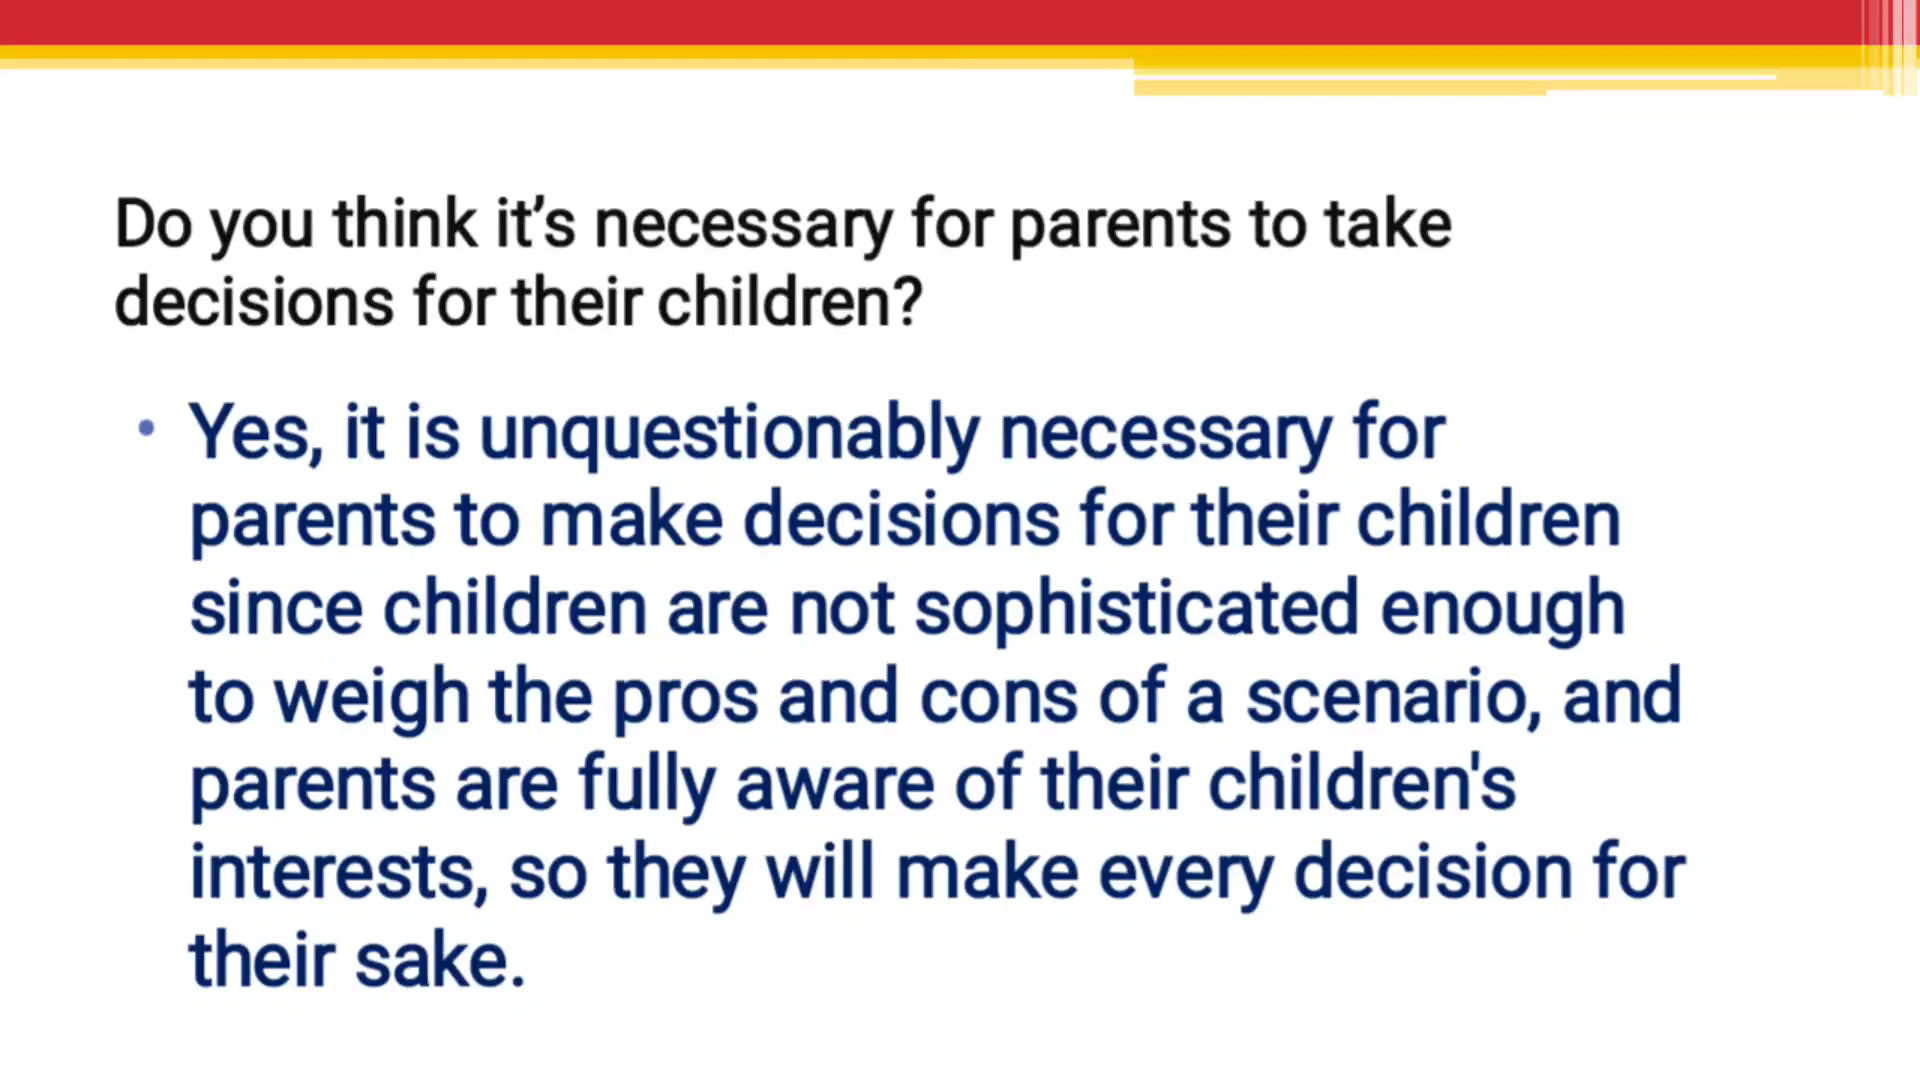 Do you think it’s necessary for parents to take
decisions for their children?
• Yes, it is unquestionably necessary for
parents to make decisions for their children
since children are not sophisticated enough
to weigh the pros and cons of a scenario, and
parents are fully aware of their children's
interests, so they will make every decision for
their sake.